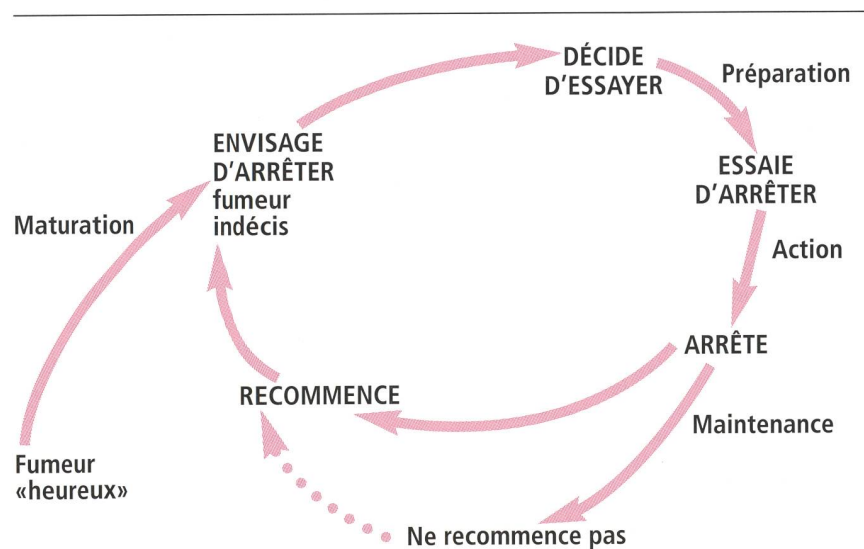 DÉCIDE
D'ESSAYER
Préparation
ENVISAGE
D'ARRÊTER
fumeur
indécis
ESSAIE
D'ARRÊTER
Maturation
Action
ARRÊTE
RECOMMENCE
Maintenance
Fumeur
«heureux»
Ne recommence pas